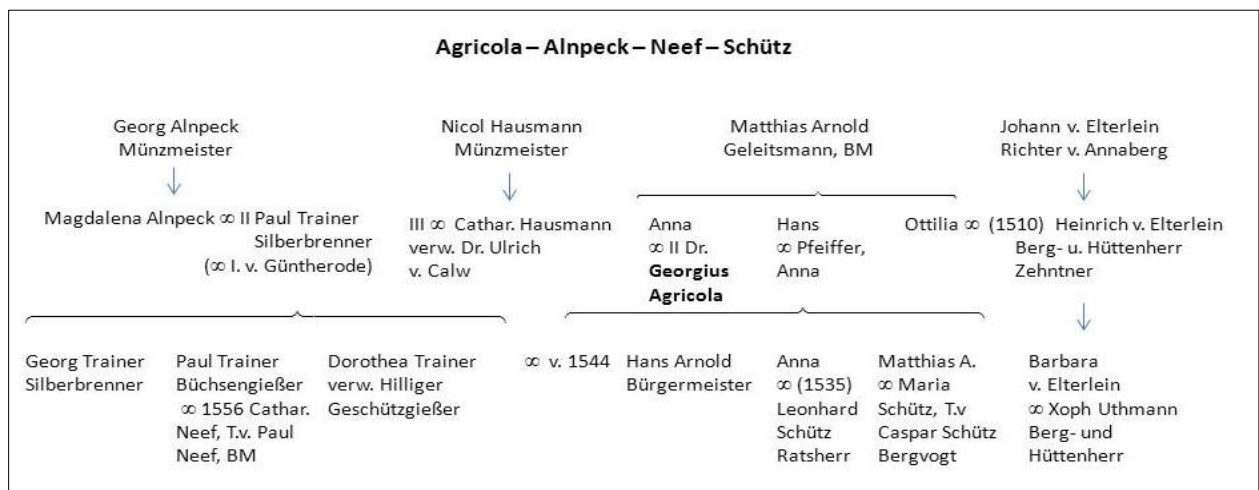 Agricola – Alnpeck – Neef – Schütz
Georg Alnpeck
Münzmeister
Nicol Hausmann
Münzmeister
Matthias Arnold
Geleitsmann, BM
Johann v. Elterlein
Richter v. Annaberg
Magdalena Alnpeck ∞ II Paul Trainer
Silberbrenner
(∞ I. v. Güntherode)
III ∞ Cathar. Hausmann
verw. Dr. Ulrich
v. Calw
Anna
∞ II Dr.
Georgius
Agricola
Hans
∞ Pfeiffer,
Anna
Ottilia ∞ (1510) Heinrich v. Elterlein
Berg- u. Hüttenherr
Zehntner
Georg Trainer
Silberbrenner
Paul Trainer
Büchsengießer
∞ 1556 Cathar.
Neef, T.v. Paul
Neef, BM
Dorothea Trainer
verw. Hilliger
Geschützgießer
∞ v. 1544
Hans Arnold
Bürgermeister
Anna
∞ (1535)
Leonhard
Schütz
Ratsherr
Matthias A.
∞ Maria
Schütz, T.v
Caspar Schütz
Bergvogt
Barbara
v. Elterlein
∞ Xoph Uthmann
Berg- und
Hüttenherr